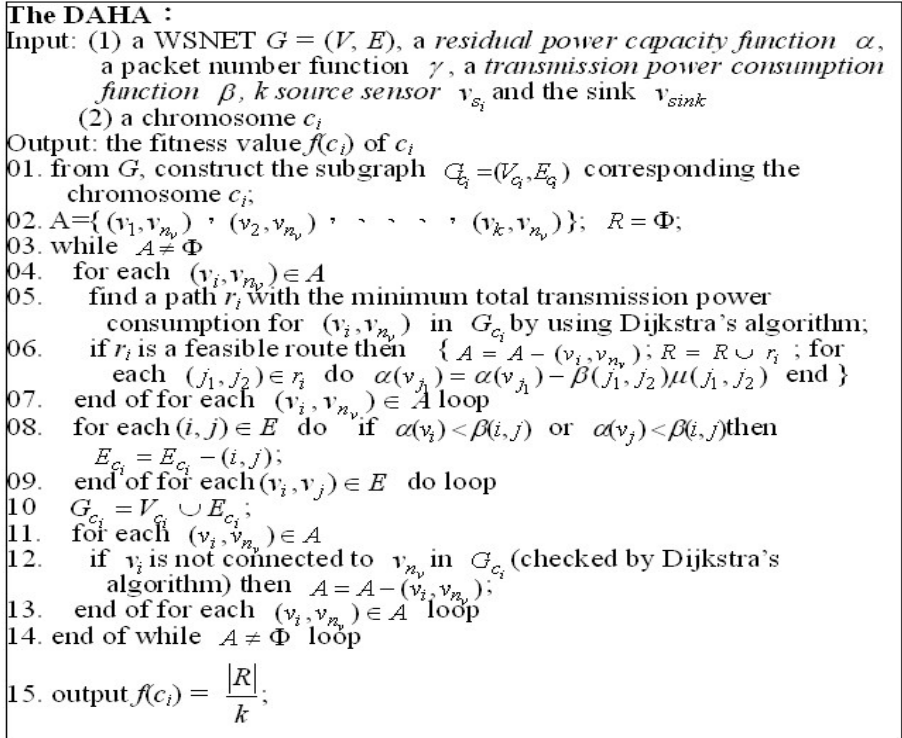 The DAHA：
Input: (1) a WSNET G = (V, E), a residual power capacity function α,
a packet number function γ, a transmission power consumption
function β, k source sensor v_{s_i} and the sink v_{sink}
(2) a chromosome c_i
Output: the fitness value f(c_i) of c_i
01. from G, construct the subgraph G_{c_i}=(V_{c_i},E_{c_i}) corresponding the
chromosome c_i;
02. A={(v_1,v_{n_v}) , (v_2,v_{n_v}) , 、 、 、 , (v_k,v_{n_v})}; R = Φ;
03. while A ≠ Φ
04. for each (v_i,v_{n_v}) ∈ A
05. find a path r_i with the minimum total transmission power
consumption for (v_i,v_{n_v}) in G_{c_i} by using Dijkstra's algorithm;
06. if r_i is a feasible route then { A = A − (v_i,v_{n_v}); R = R ∪ r_i ; for
each (j_1,j_2) ∈ r_i do α(v_{j_1}) = α(v_{j_1}) − β(j_1,j_2)μ(j_1,j_2) end }
07. end of for each (v_i,v_{n_v}) ∈ A loop
08. for each (i,j) ∈ E do if α(v_i) < β(i,j) or α(v_j) < β(i,j) then
E_{c_i} = E_{c_i} − (i,j);
09. end of for each (v_i,v_j) ∈ E do loop
10 G_{c_i} = V_{c_i} ∪ E_{c_i};
11. for each (v_i,v_{n_v}) ∈ A
12. if v_i is not connected to v_{n_v} in G_{c_i} (checked by Dijkstra's
algorithm) then A = A − (v_i,v_{n_v});
13. end of for each (v_i,v_{n_v}) ∈ A loop
14. end of while A ≠ Φ loop
15. output f(c_i) = |R|/k;